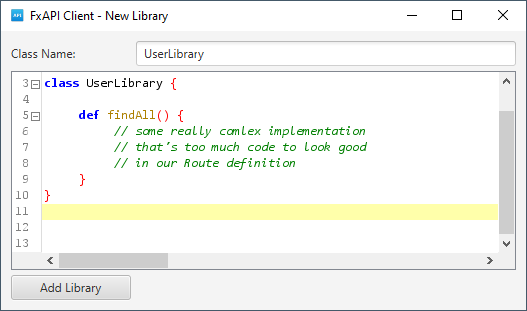 API FxAPI Client - New Library
Class Name: UserLibrary
3 class UserLibrary {
4
5 def findAll() {
6 // some really comlex implementation
7 // that's too much code to look good
8 // in our Route definition
9 }
10 }
11
12
13
Add Library